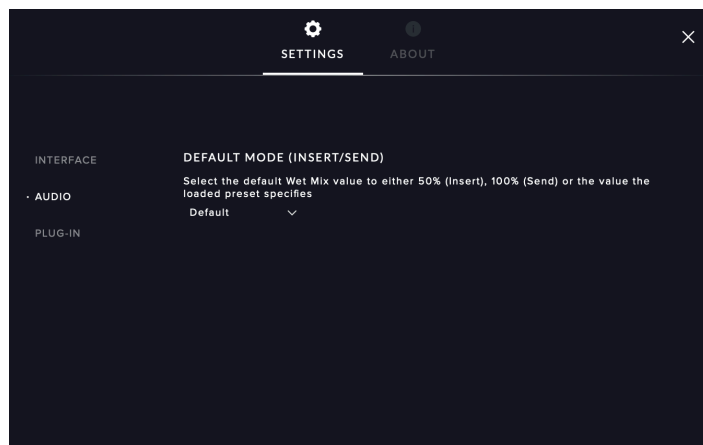 SETTINGS
ABOUT
INTERFACE
DEFAULT MODE (INSERT/SEND)
Select the default Wet Mix value to either 50% (Insert), 100% (Send) or the value the
loaded preset specifies
AUDIO
Default
PLUG-IN